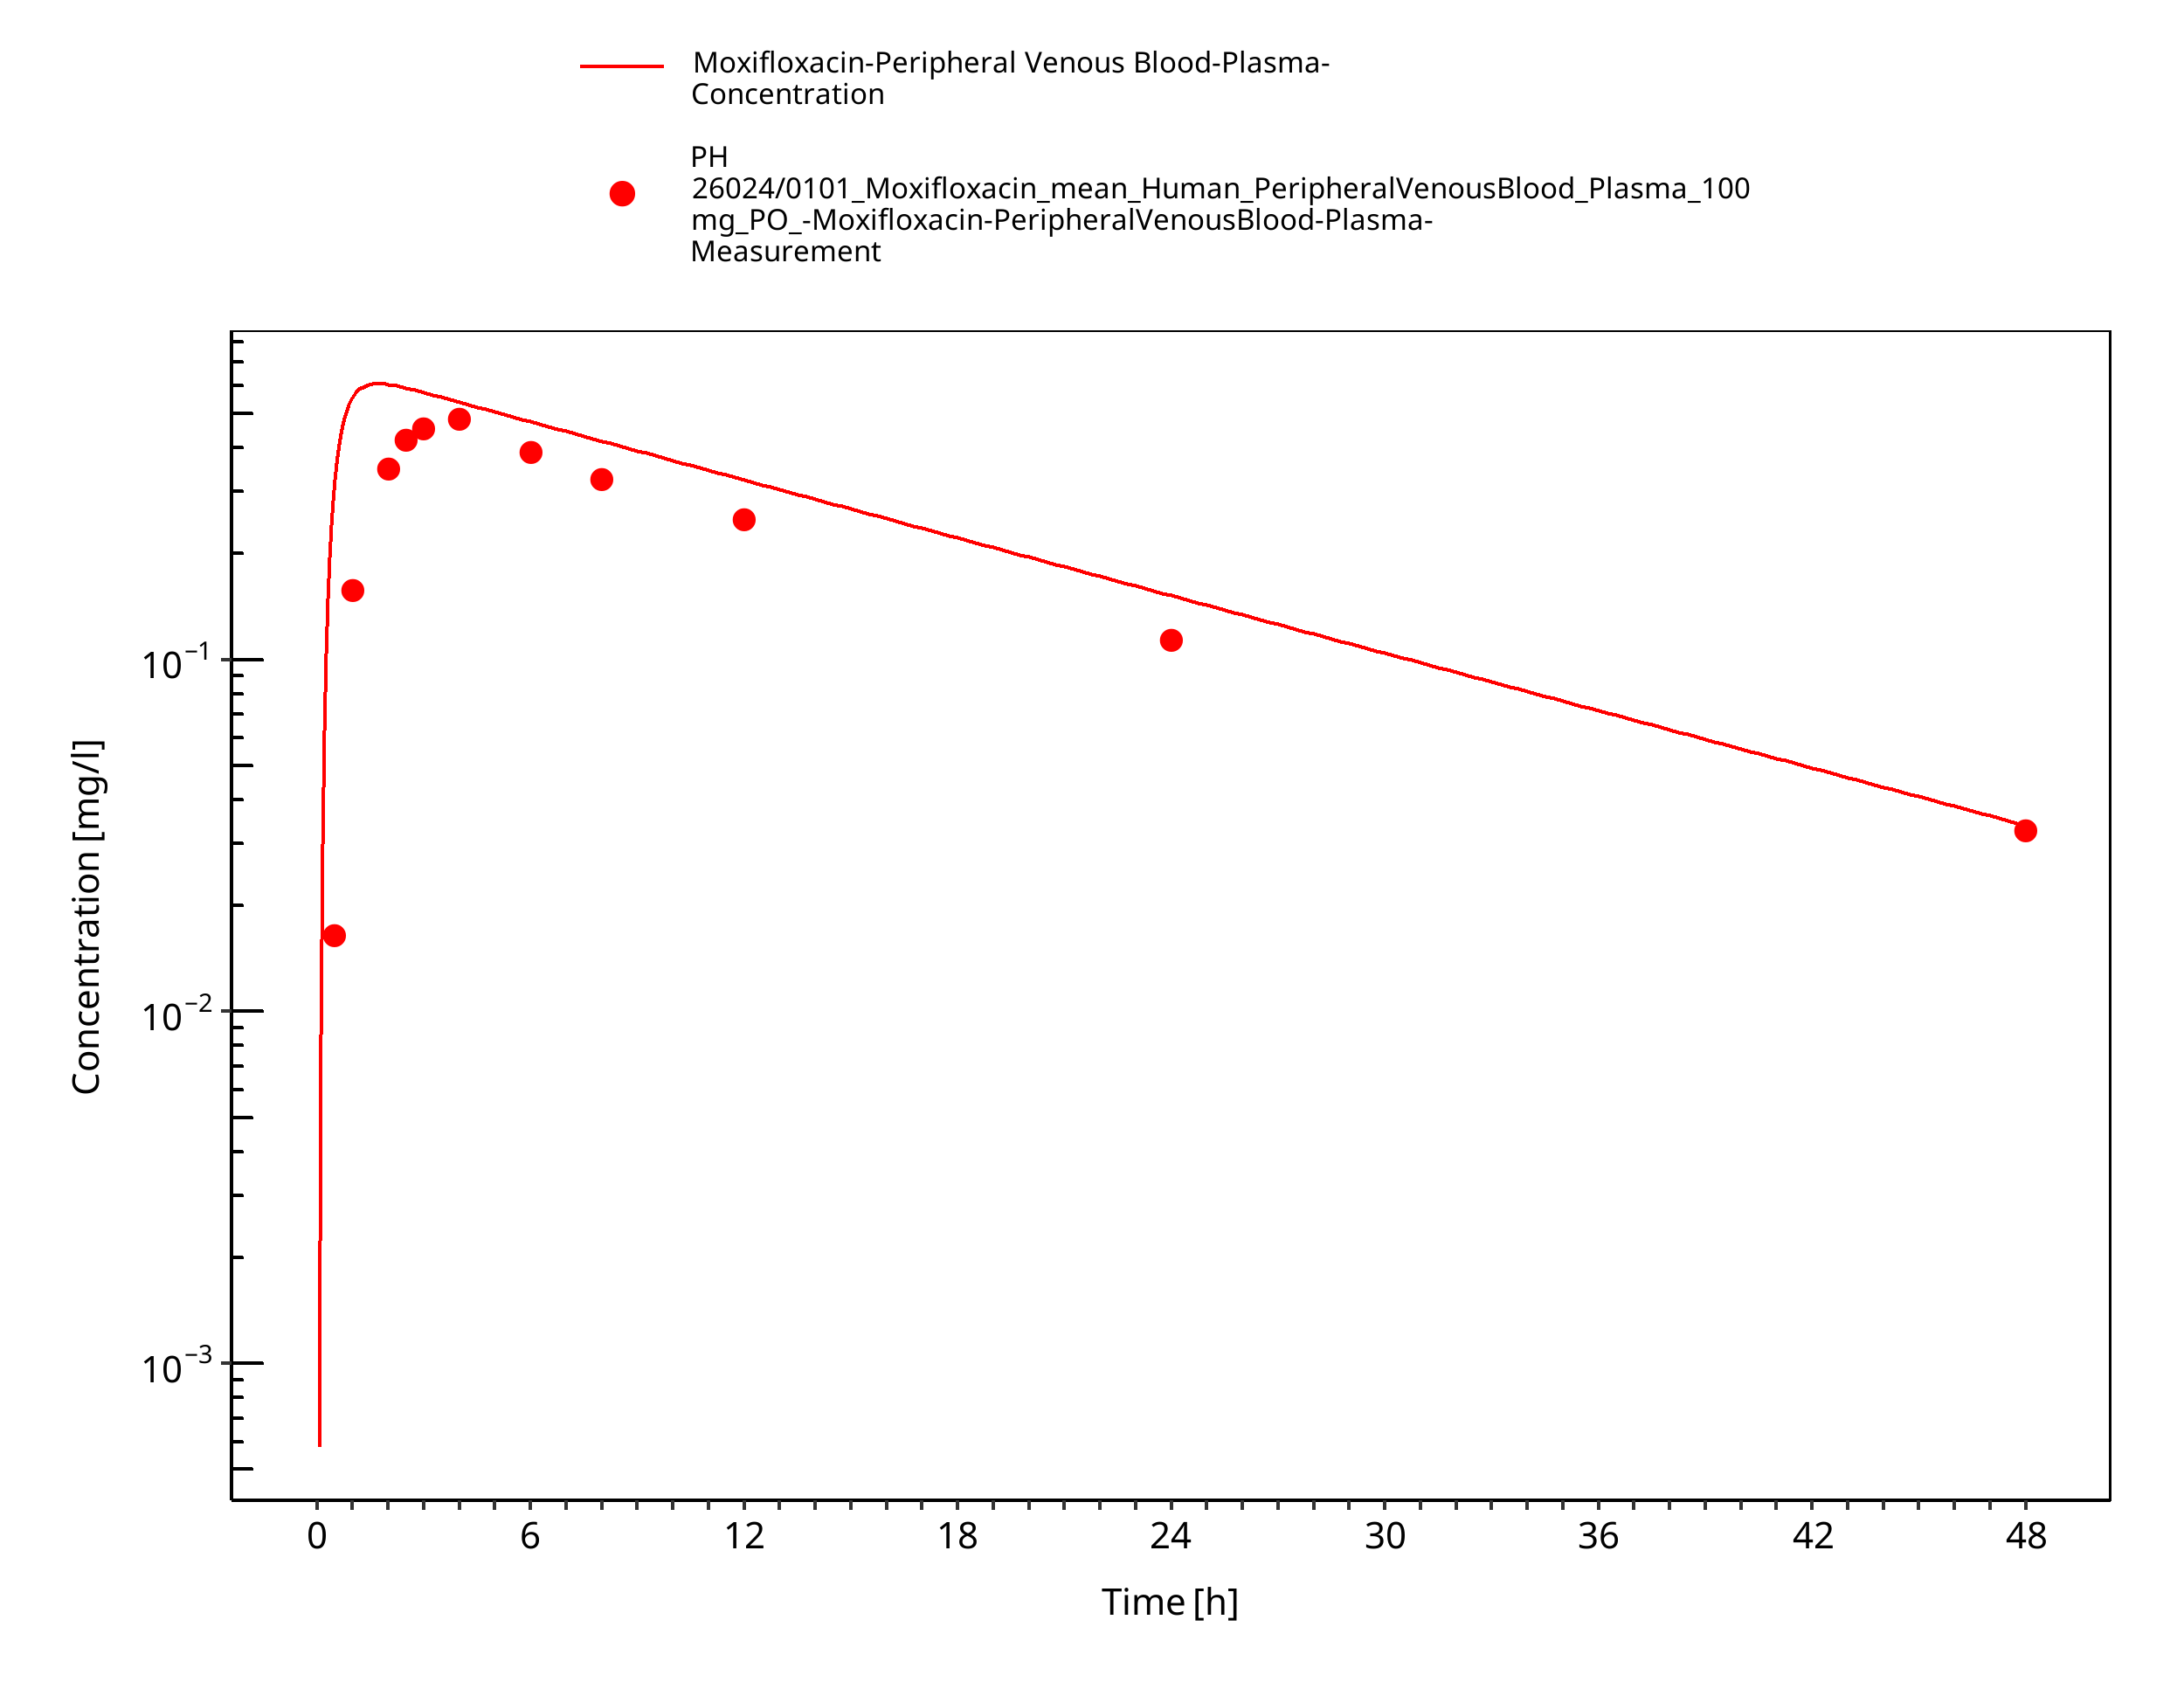 Moxifloxacin-Peripheral Venous Blood-Plasma-
Concentration
PH
26024/0101_Moxifloxacin_mean_Human_PeripheralVenousBlood_Plasma_100
mg_PO_-Moxifloxacin-PeripheralVenousBlood-Plasma-
Measurement
Concentration [mg/l]
10⁻¹
10⁻²
10⁻³
0 6 12 18 24 30 36 42 48
Time [h]